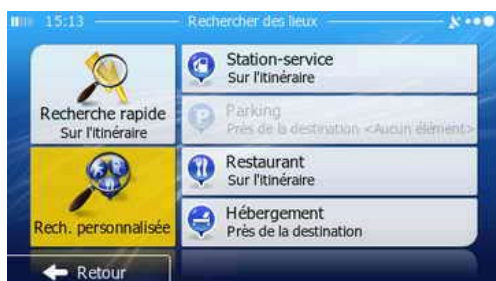 15:13
Rechercher des lieux
Recherche rapide
Sur l'itinéraire
Rech. personnalisée
Station-service
Sur l'itinéraire
Parking
Près de la destination <Aucun élément>
Restaurant
Sur l'itinéraire
Hébergement
Près de la destination
Retour